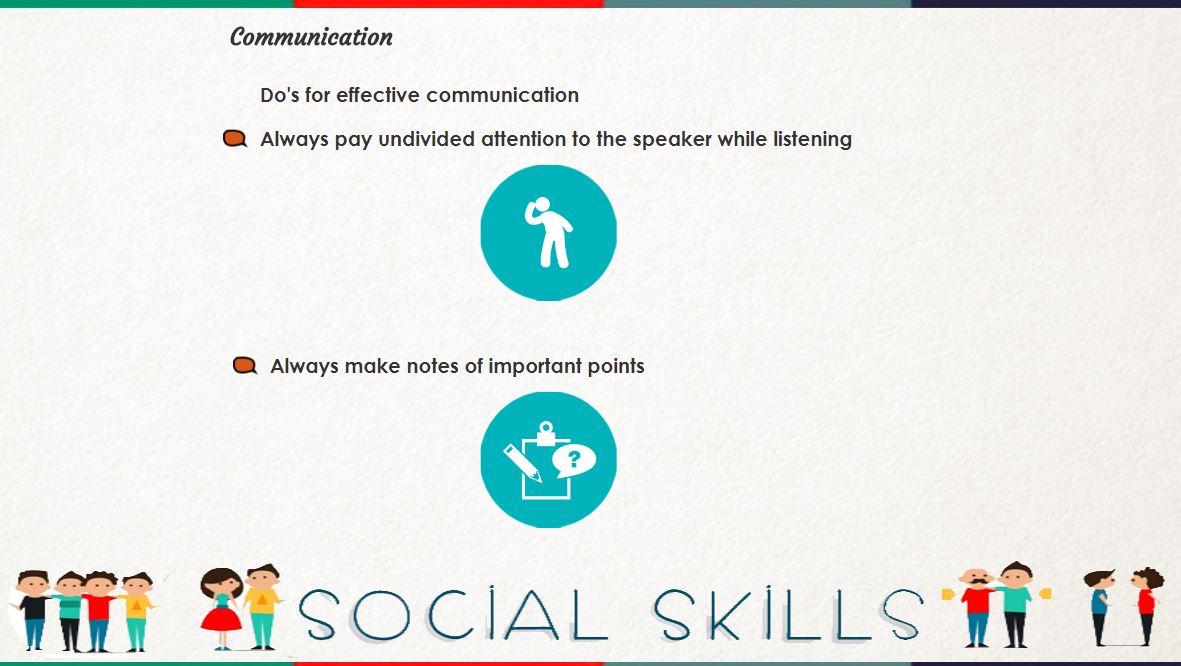 Communication
Do's for effective communication
Always pay undivided attention to the speaker while listening
Always make notes of important points
?
SOCIAL SKILLS